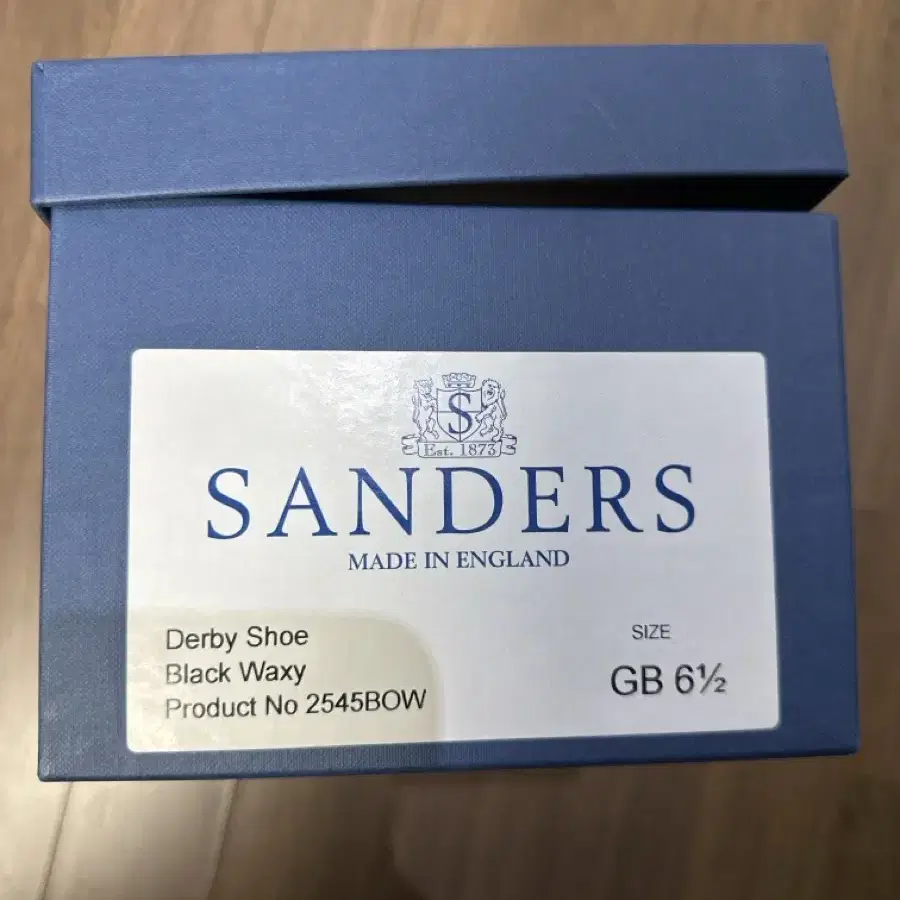 S
Est. 1873
SANDERS
MADE IN ENGLAND
Derby Shoe
Black Waxy
Product No 2545BOW
SIZE
GB 6½